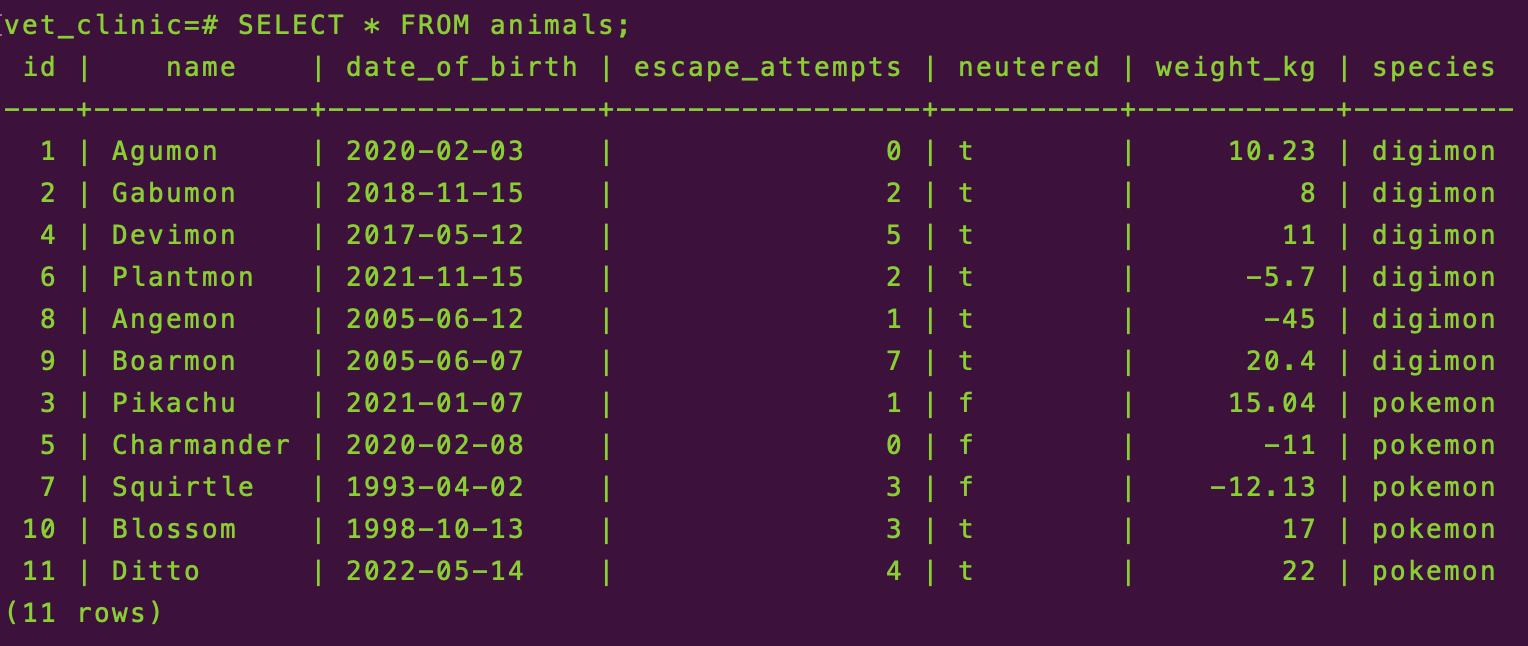 vet_clinic=# SELECT * FROM animals;
 id |    name    | date_of_birth | escape_attempts | neutered | weight_kg | species
----+------------+---------------+-----------------+----------+-----------+---------
  1 | Agumon     | 2020-02-03    |               0 | t        |     10.23 | digimon
  2 | Gabumon    | 2018-11-15    |               2 | t        |         8 | digimon
  4 | Devimon    | 2017-05-12    |               5 | t        |        11 | digimon
  6 | Plantmon   | 2021-11-15    |               2 | t        |      -5.7 | digimon
  8 | Angemon    | 2005-06-12    |               1 | t        |       -45 | digimon
  9 | Boarmon    | 2005-06-07    |               7 | t        |      20.4 | digimon
  3 | Pikachu    | 2021-01-07    |               1 | f        |     15.04 | pokemon
  5 | Charmander | 2020-02-08    |               0 | f        |       -11 | pokemon
  7 | Squirtle   | 1993-04-02    |               3 | f        |    -12.13 | pokemon
 10 | Blossom    | 1998-10-13    |               3 | t        |        17 | pokemon
 11 | Ditto      | 2022-05-14    |               4 | t        |        22 | pokemon
(11 rows)